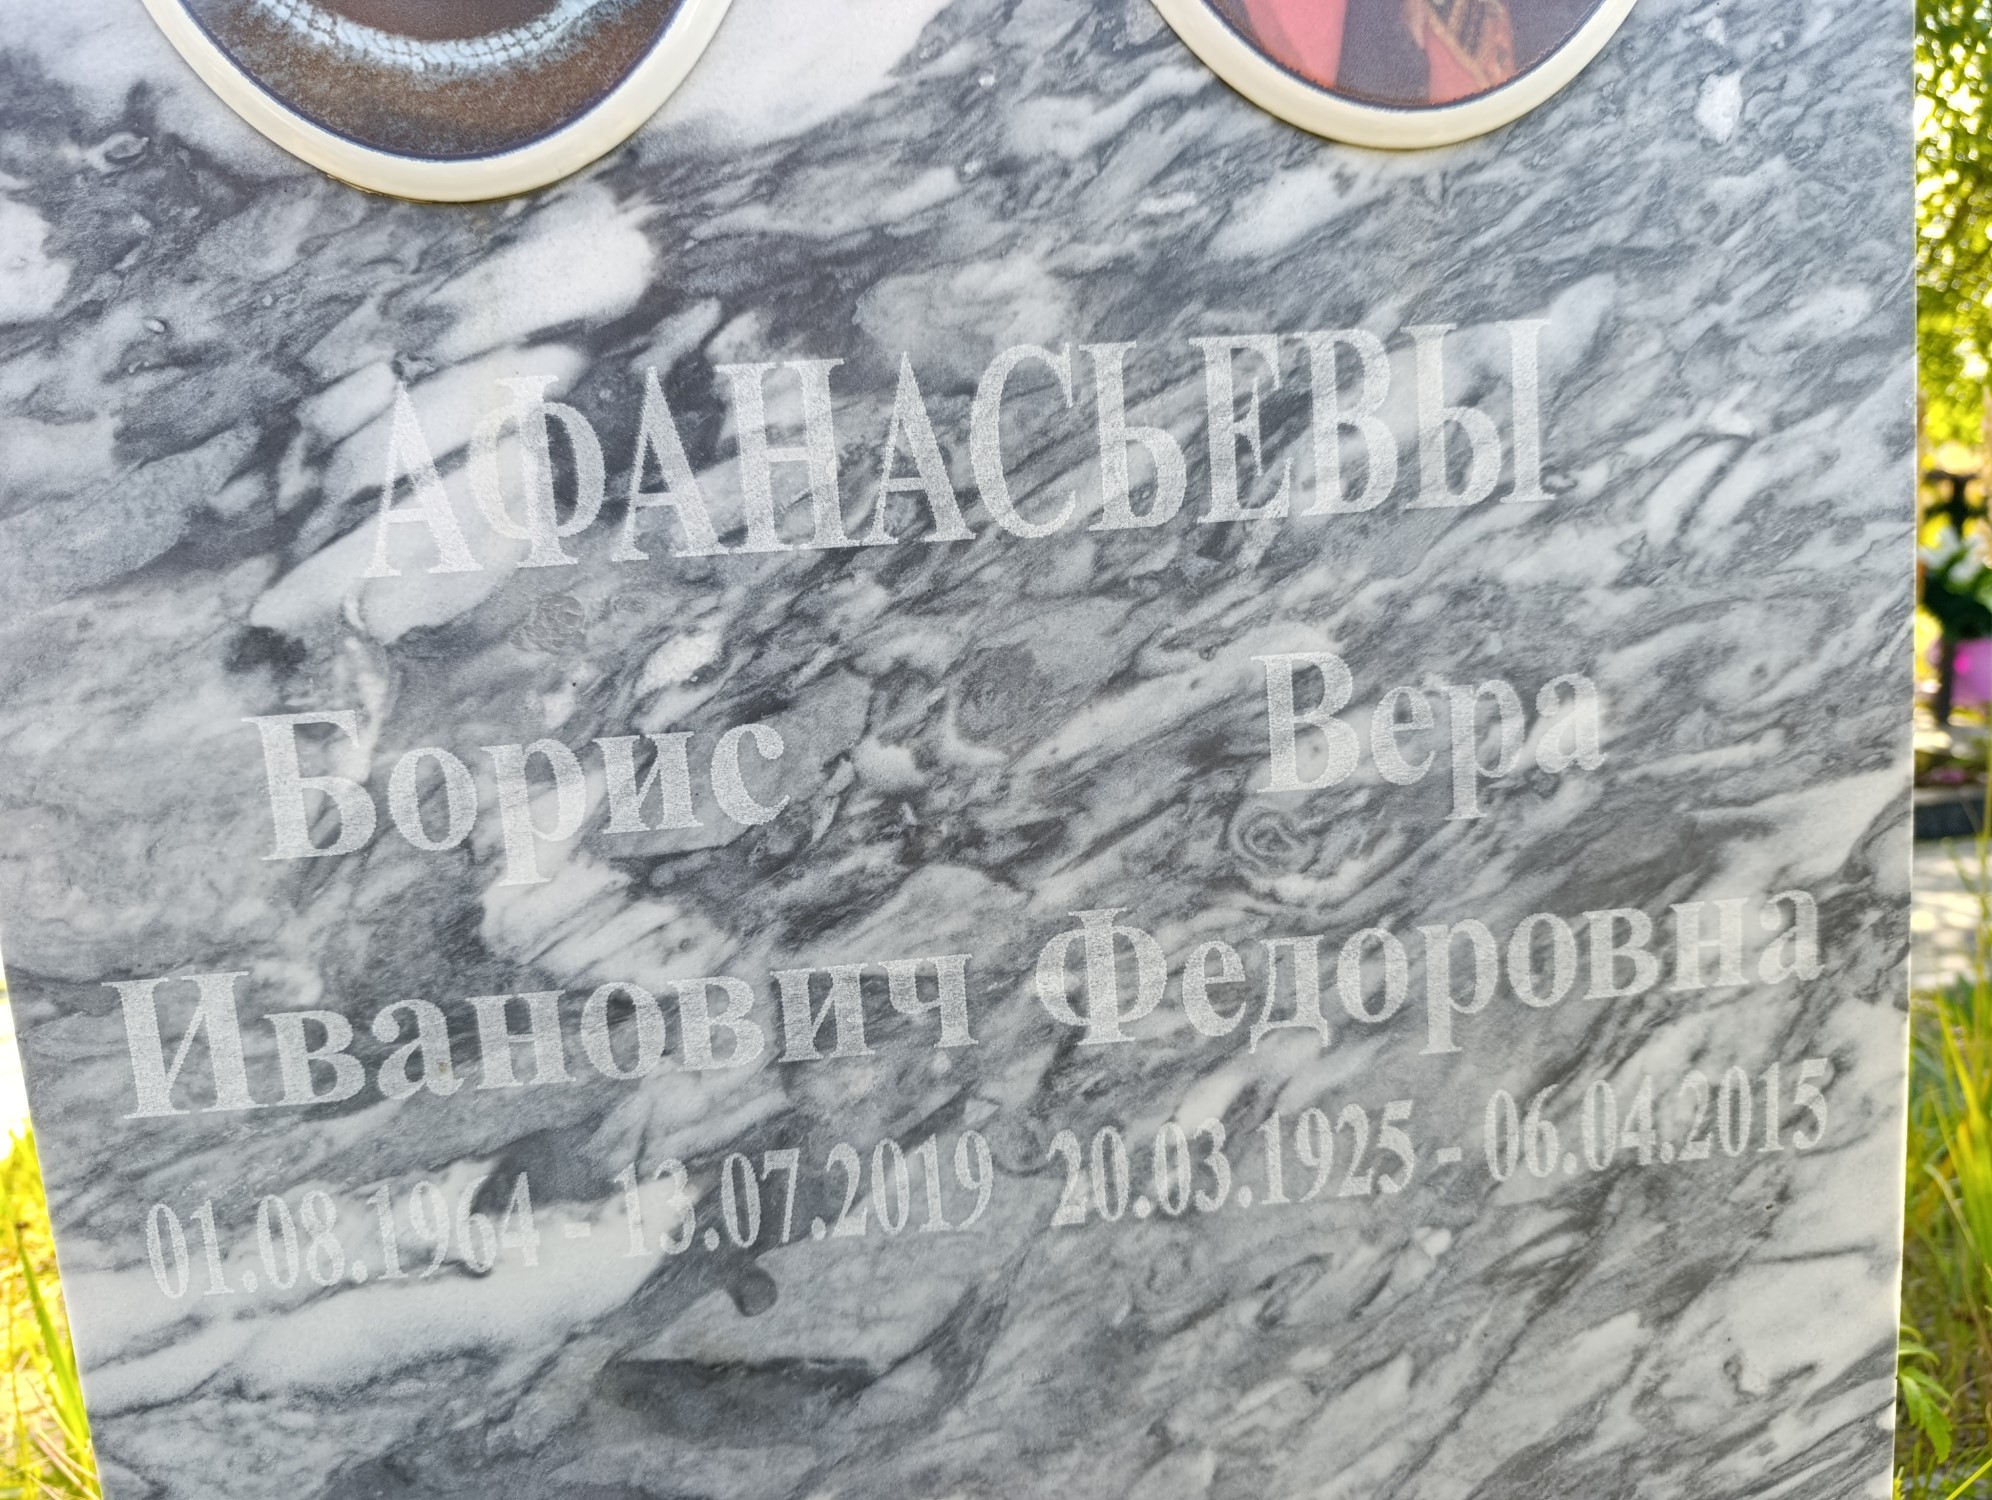 АФАНАСЬЕВЫ
Борис
Иванович
01.08.1964 - 13.07.2019
Вера
Федоровна
20.03.1925 - 06.04.2015